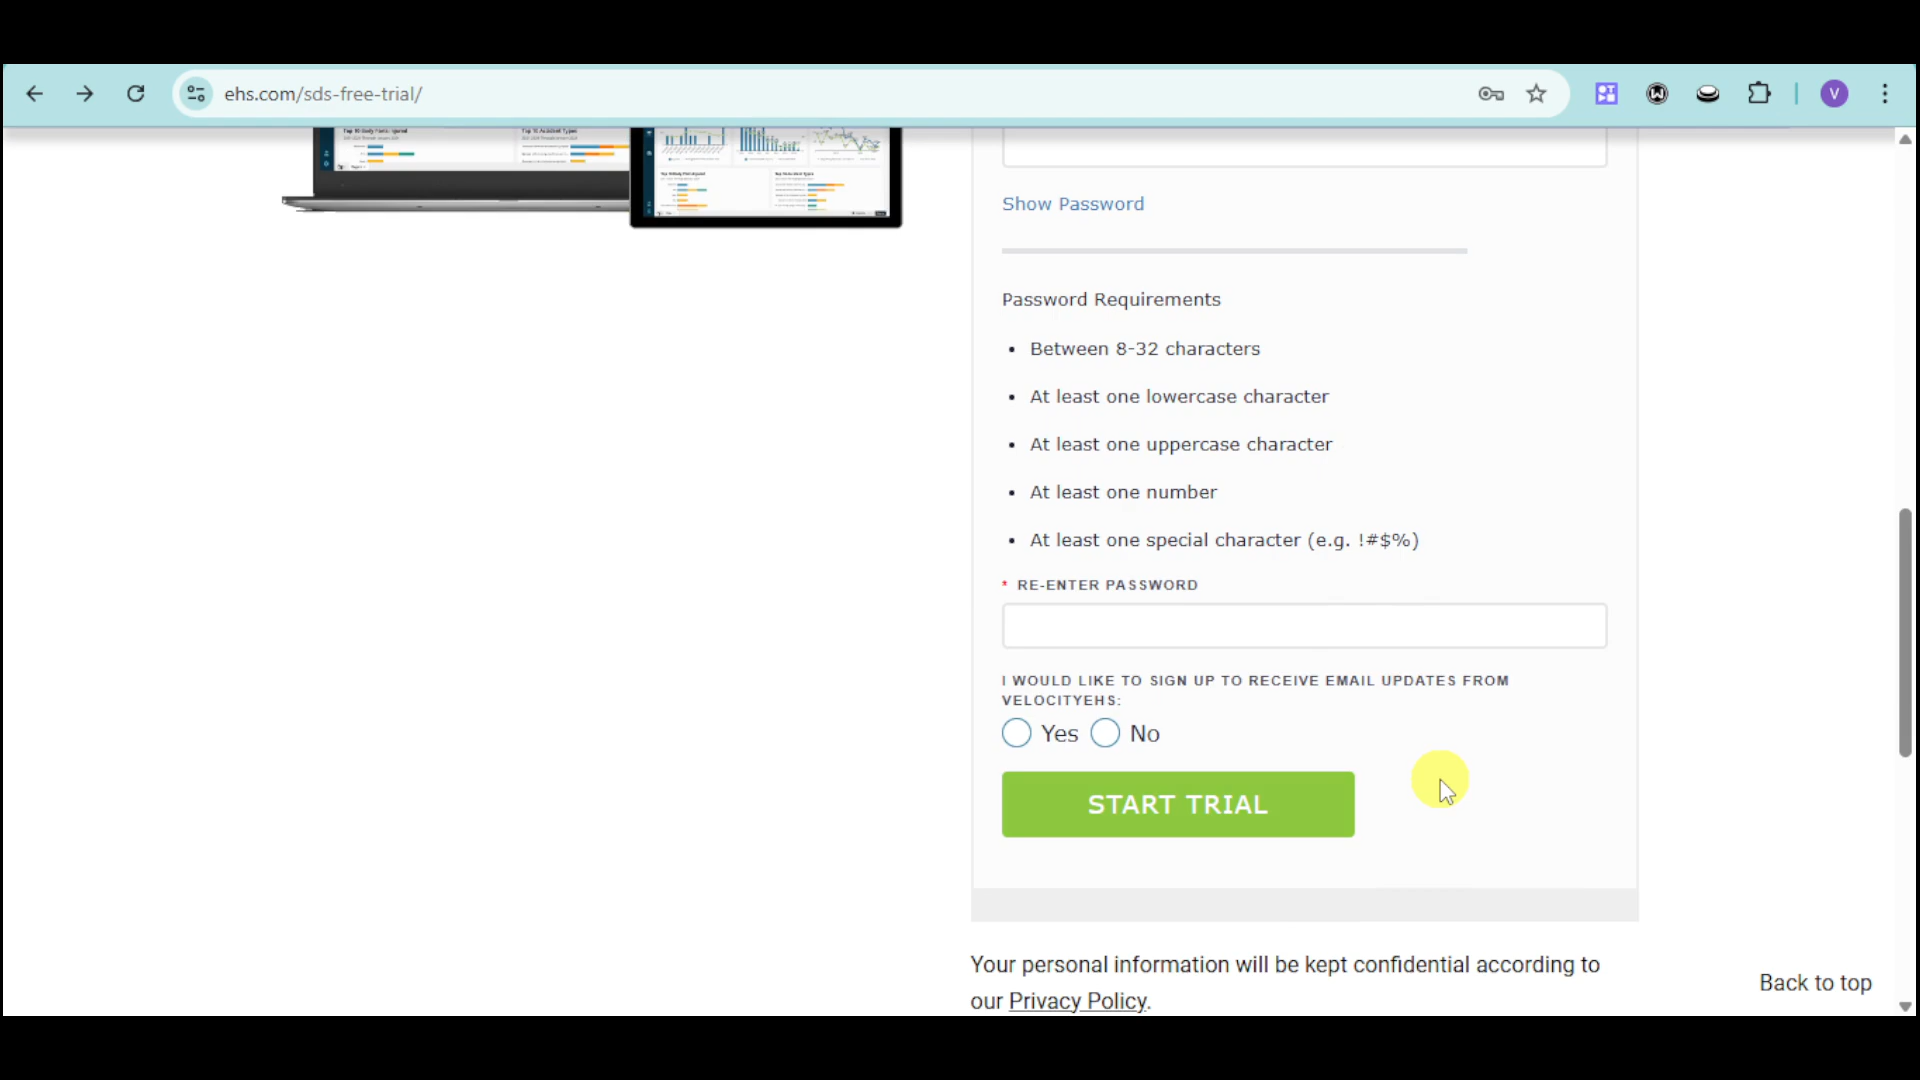 ehs.com/sds-free-trial/
V
Show Password
Password Requirements
• Between 8-32 characters
• At least one lowercase character
• At least one uppercase character
• At least one number
• At least one special character (e.g. !#$%)
* RE-ENTER PASSWORD
I WOULD LIKE TO SIGN UP TO RECEIVE EMAIL UPDATES FROM
VELOCITYEHS:
Yes No
START TRIAL
Your personal information will be kept confidential according to
our Privacy Policy.
Back to top